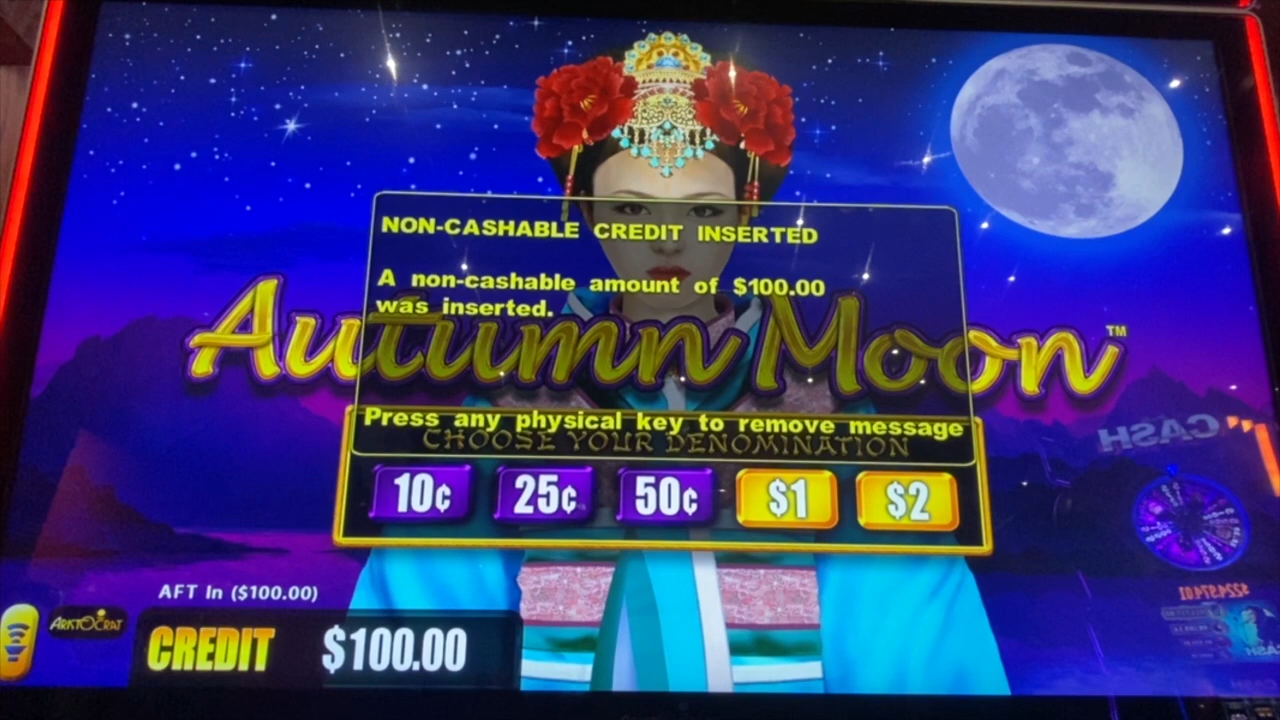 NON-CASHABLE CREDIT INSERTED
A non-cashable amount of $100.00
was inserted.
Autumn Moon™
Press any physical key to remove message
CHOOSE YOUR DENOMINATION
10¢ 25¢ 50¢ $1 $2
CASH
AFT In ($100.00)
ARISTOCRAT
CREDIT $100.00